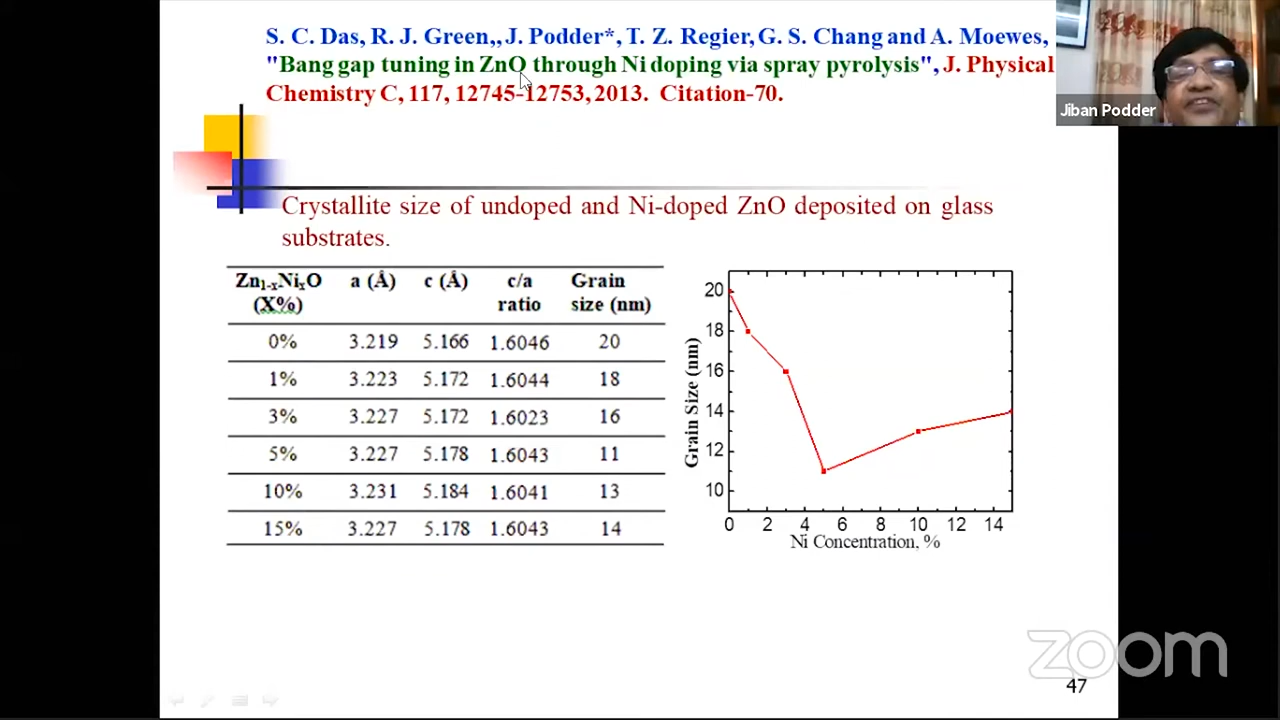 S. C. Das, R. J. Green,, J. Podder*, T. Z. Regier, G. S. Chang and A. Moewes,
"Bang gap tuning in ZnO through Ni doping via spray pyrolysis", J. Physical
Chemistry C, 117, 12745-12753, 2013. Citation-70.
Jiban Podder
Crystallite size of undoped and Ni-doped ZnO deposited on glass
substrates.
Zn1-xNixO (X%) a (Å) c (Å) c/a ratio Grain size (nm)
0% 3.219 5.166 1.6046 20
1% 3.223 5.172 1.6044 18
3% 3.227 5.172 1.6023 16
5% 3.227 5.178 1.6043 11
10% 3.231 5.184 1.6041 13
15% 3.227 5.178 1.6043 14
Grain Size (nm)
20
18
16
14
12
10
0 2 4 6 8 10 12 14
Ni Concentration, %
zoom
47